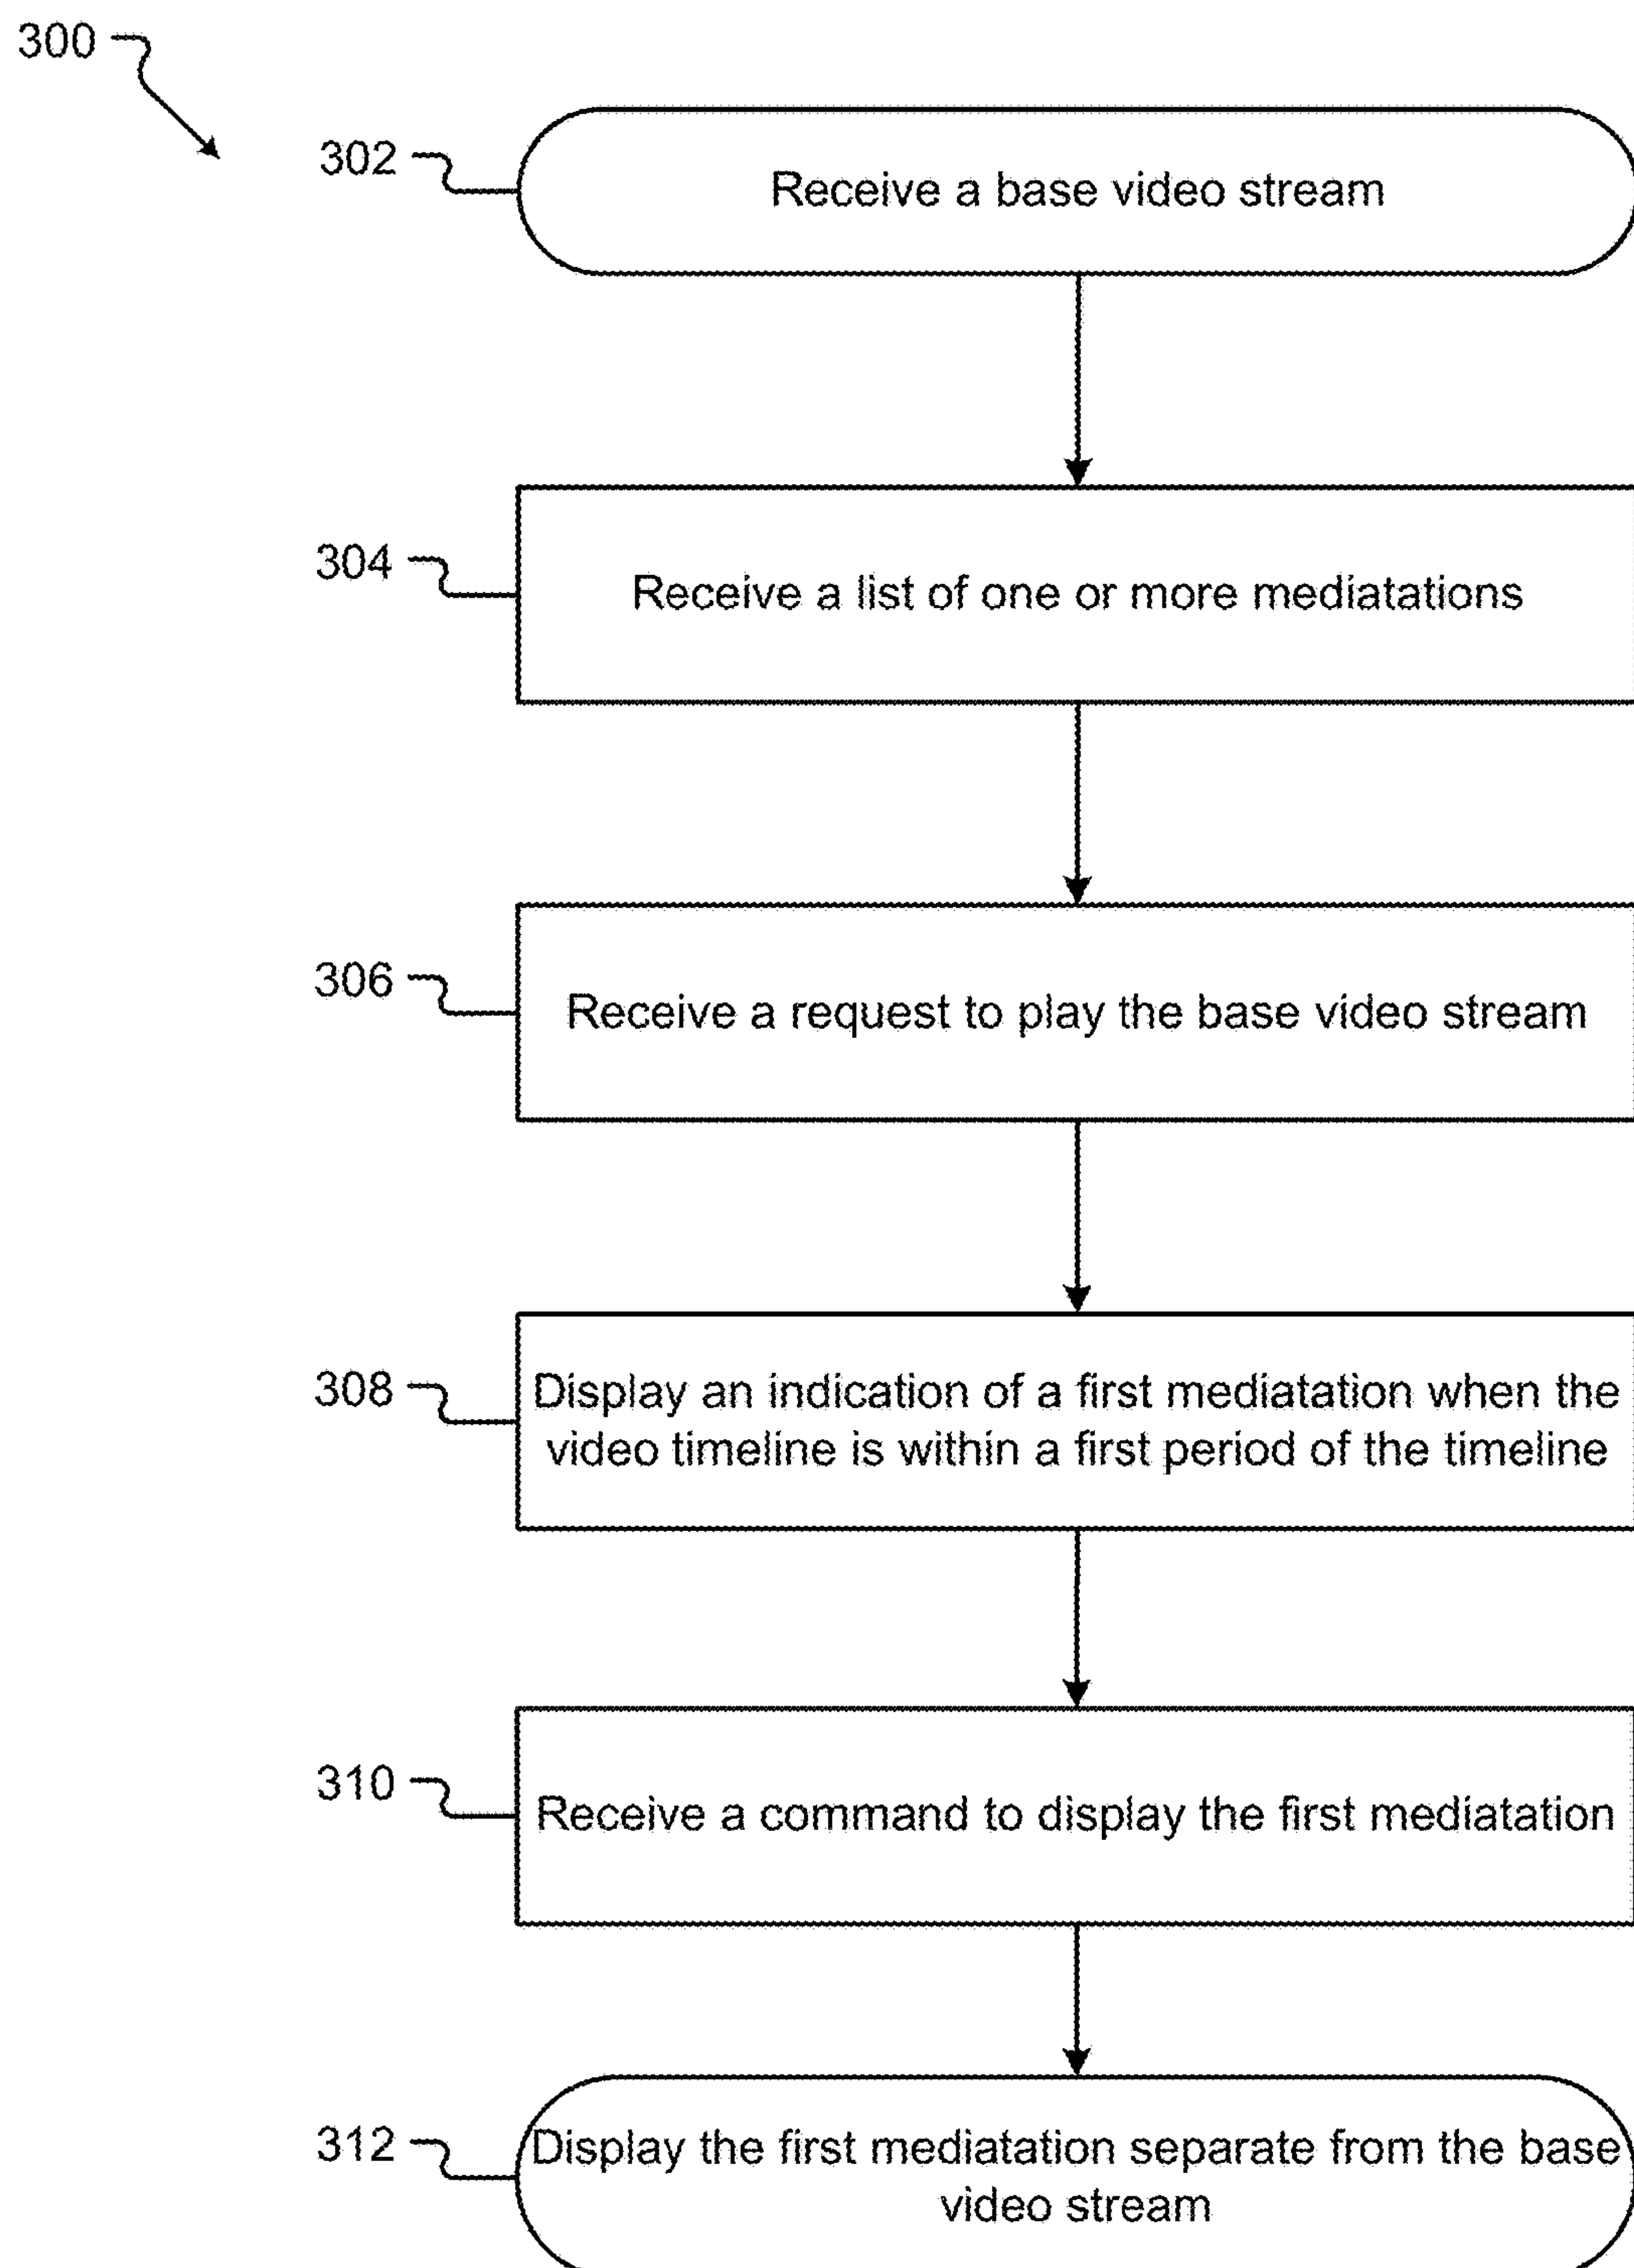 300
302
Receive a base video stream
304
Receive a list of one or more mediatations
306
Receive a request to play the base video stream
308
Display an indication of a first mediatation when the
video timeline is within a first period of the timeline
310
Receive a command to display the first mediatation
312
Display the first mediatation separate from the base
video stream